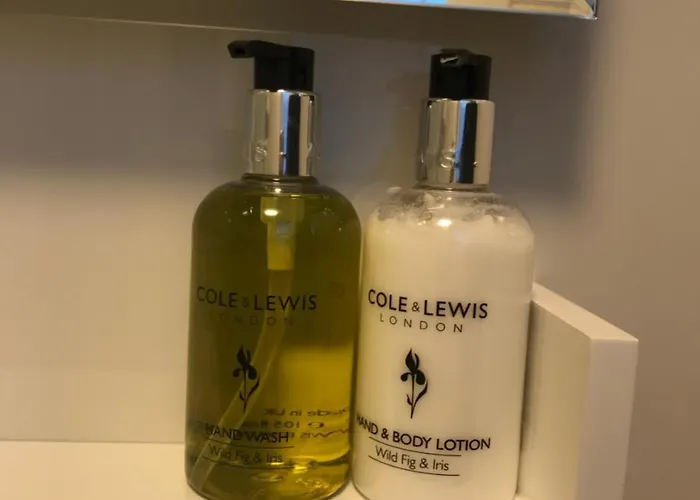 COLE & LEWIS
LONDON
HAND WASH
Wild Fig & Iris
COLE & LEWIS
LONDON
HAND & BODY LOTION
Wild Fig & Iris